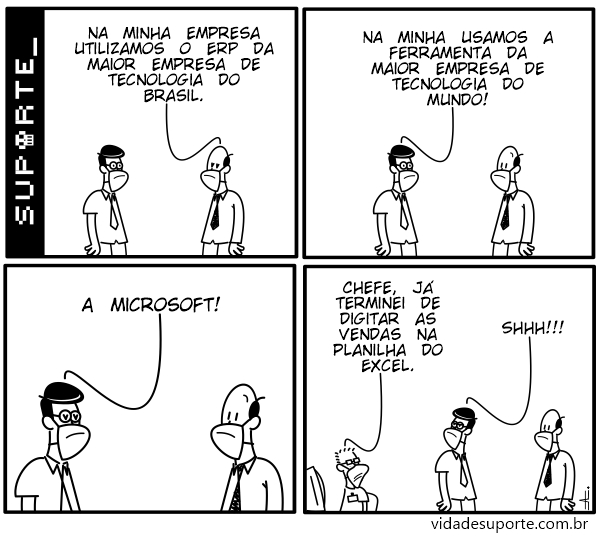 SUPORTE_
NA MINHA EMPRESA
UTILIZAMOS O ERP DA
MAIOR EMPRESA DE
TECNOLOGIA DO
BRASIL.
NA MINHA USAMOS A
FERRAMENTA DA
MAIOR EMPRESA DE
TECNOLOGIA DO
MUNDO!
A MICROSOFT!
CHEFE, JÁ
TERMINEI DE
DIGITAR AS
VENDAS NA
PLANILHA DO
EXCEL.
SHHH!!!
vidadesuporte.com.br